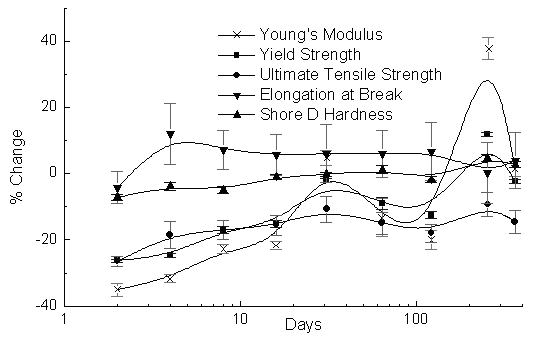 40
20
0
-20
-40
% Change
Young's Modulus
Yield Strength
Ultimate Tensile Strength
Elongation at Break
Shore D Hardness
1
10
100
Days